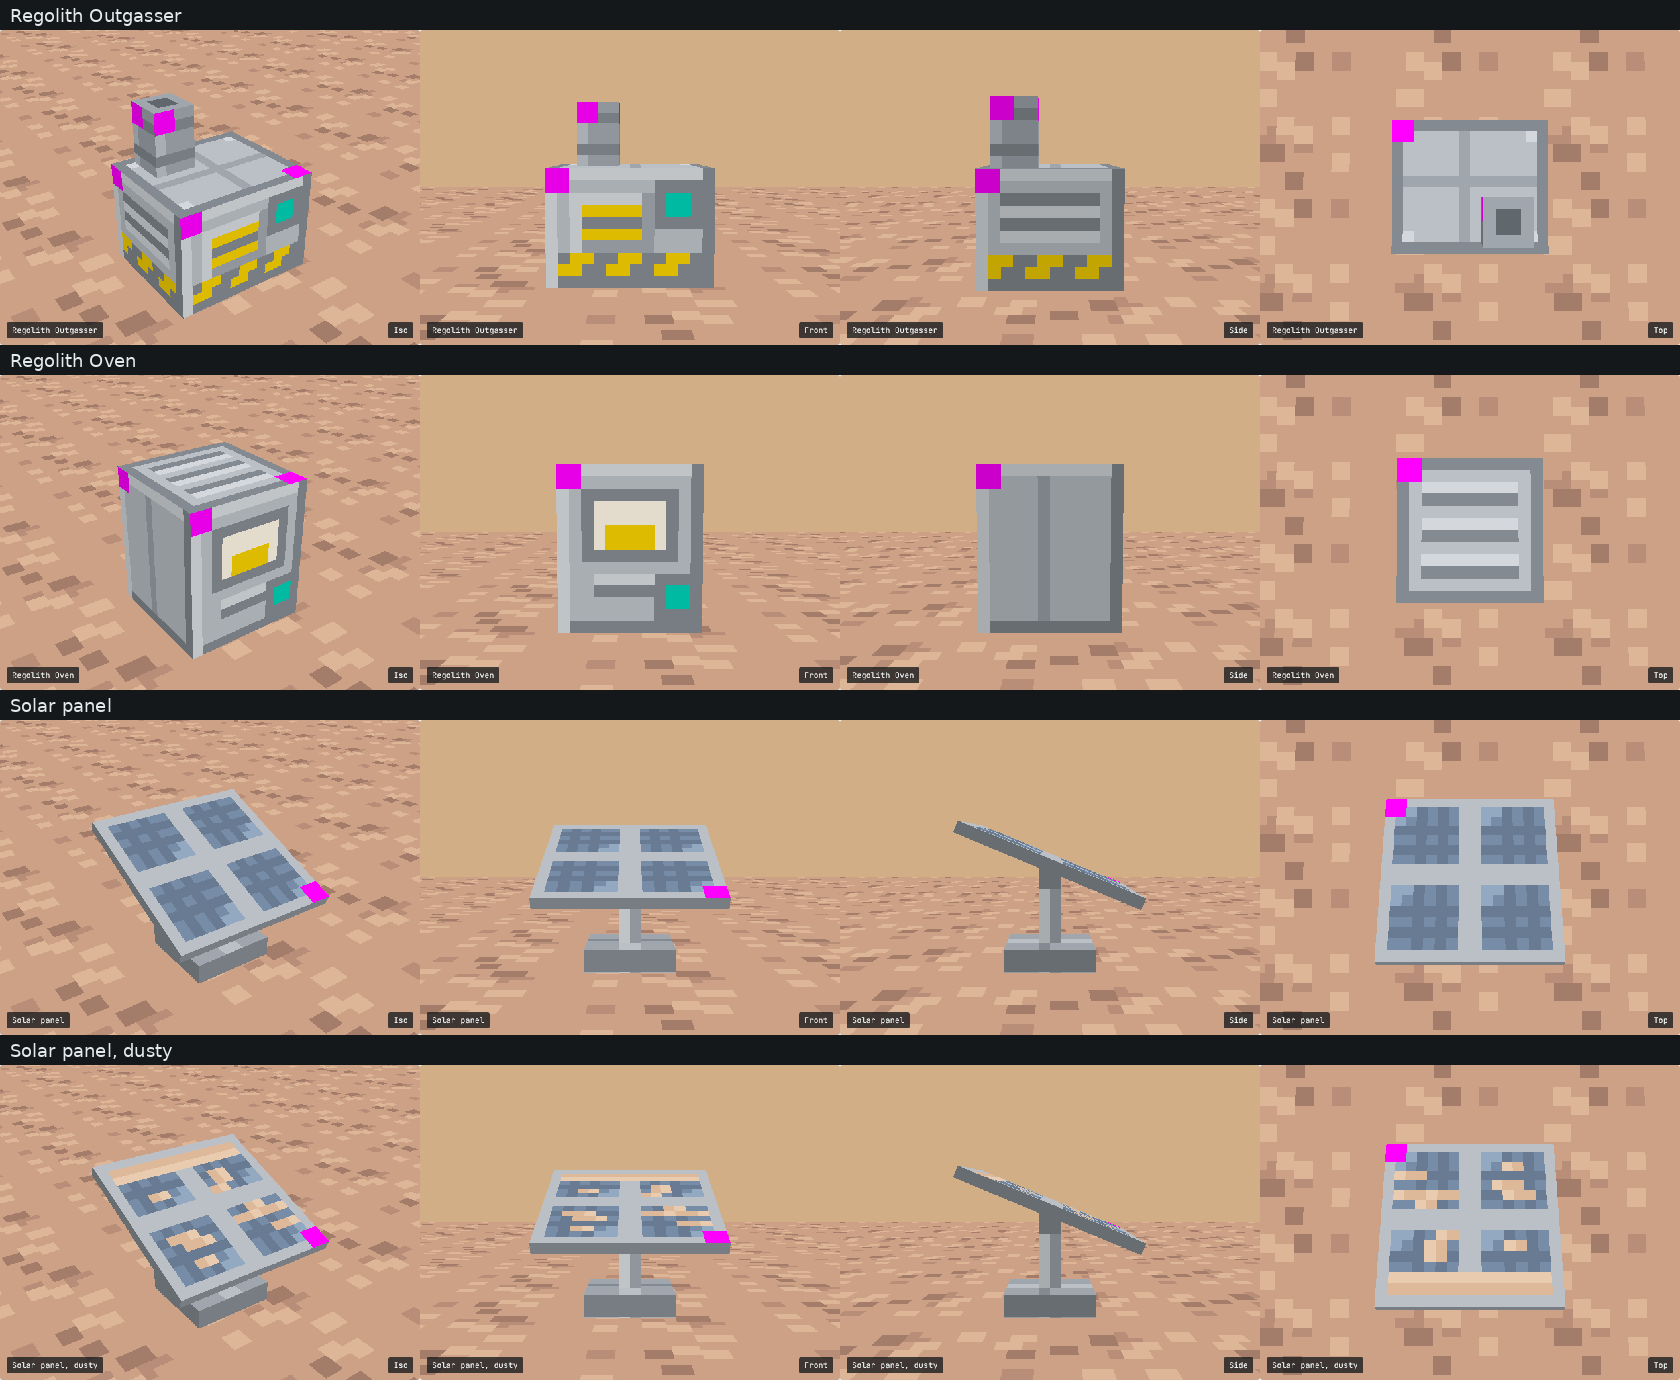 Regolith Outgasser
Regolith Outgasser Iso
Regolith Outgasser Front
Regolith Outgasser Side
Regolith Outgasser Top
Regolith Oven
Regolith Oven Iso
Regolith Oven Front
Regolith Oven Side
Regolith Oven Top
Solar panel
Solar panel Iso
Solar panel Front
Solar panel Side
Solar panel Top
Solar panel, dusty
Solar panel, dusty Iso
Solar panel, dusty Front
Solar panel, dusty Side
Solar panel, dusty Top